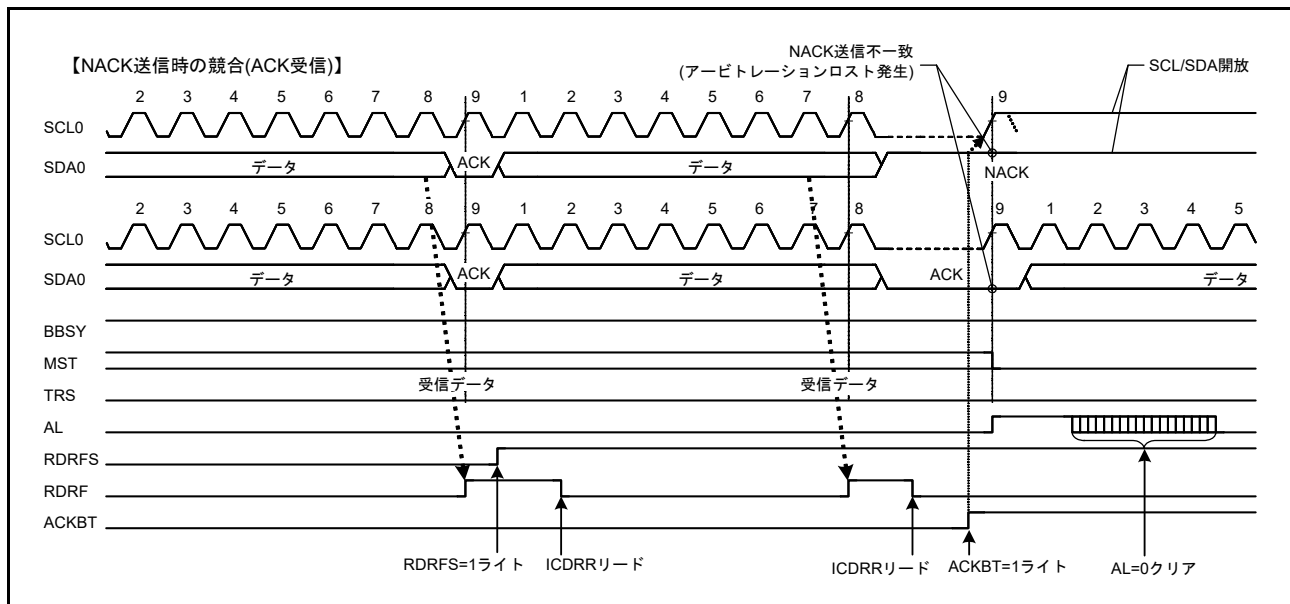 【NACK送信時の競合(ACK受信)】
NACK送信不一致
(アービトレーションロスト発生)
SCL/SDA開放
2 3 4 5 6 7 8 9 1 2 3 4 5 6 7 8 9
SCL0
SDA0 データ ACK データ NACK
2 3 4 5 6 7 8 9 1 2 3 4 5 6 7 8 9 1 2 3 4 5
SCL0
SDA0 データ ACK データ ACK データ
BBSY
MST
受信データ 受信データ
TRS
AL
RDRFS
RDRF
ACKBT
RDRFS=1ライト ICDRRリード ICDRRリード ACKBT=1ライト AL=0クリア